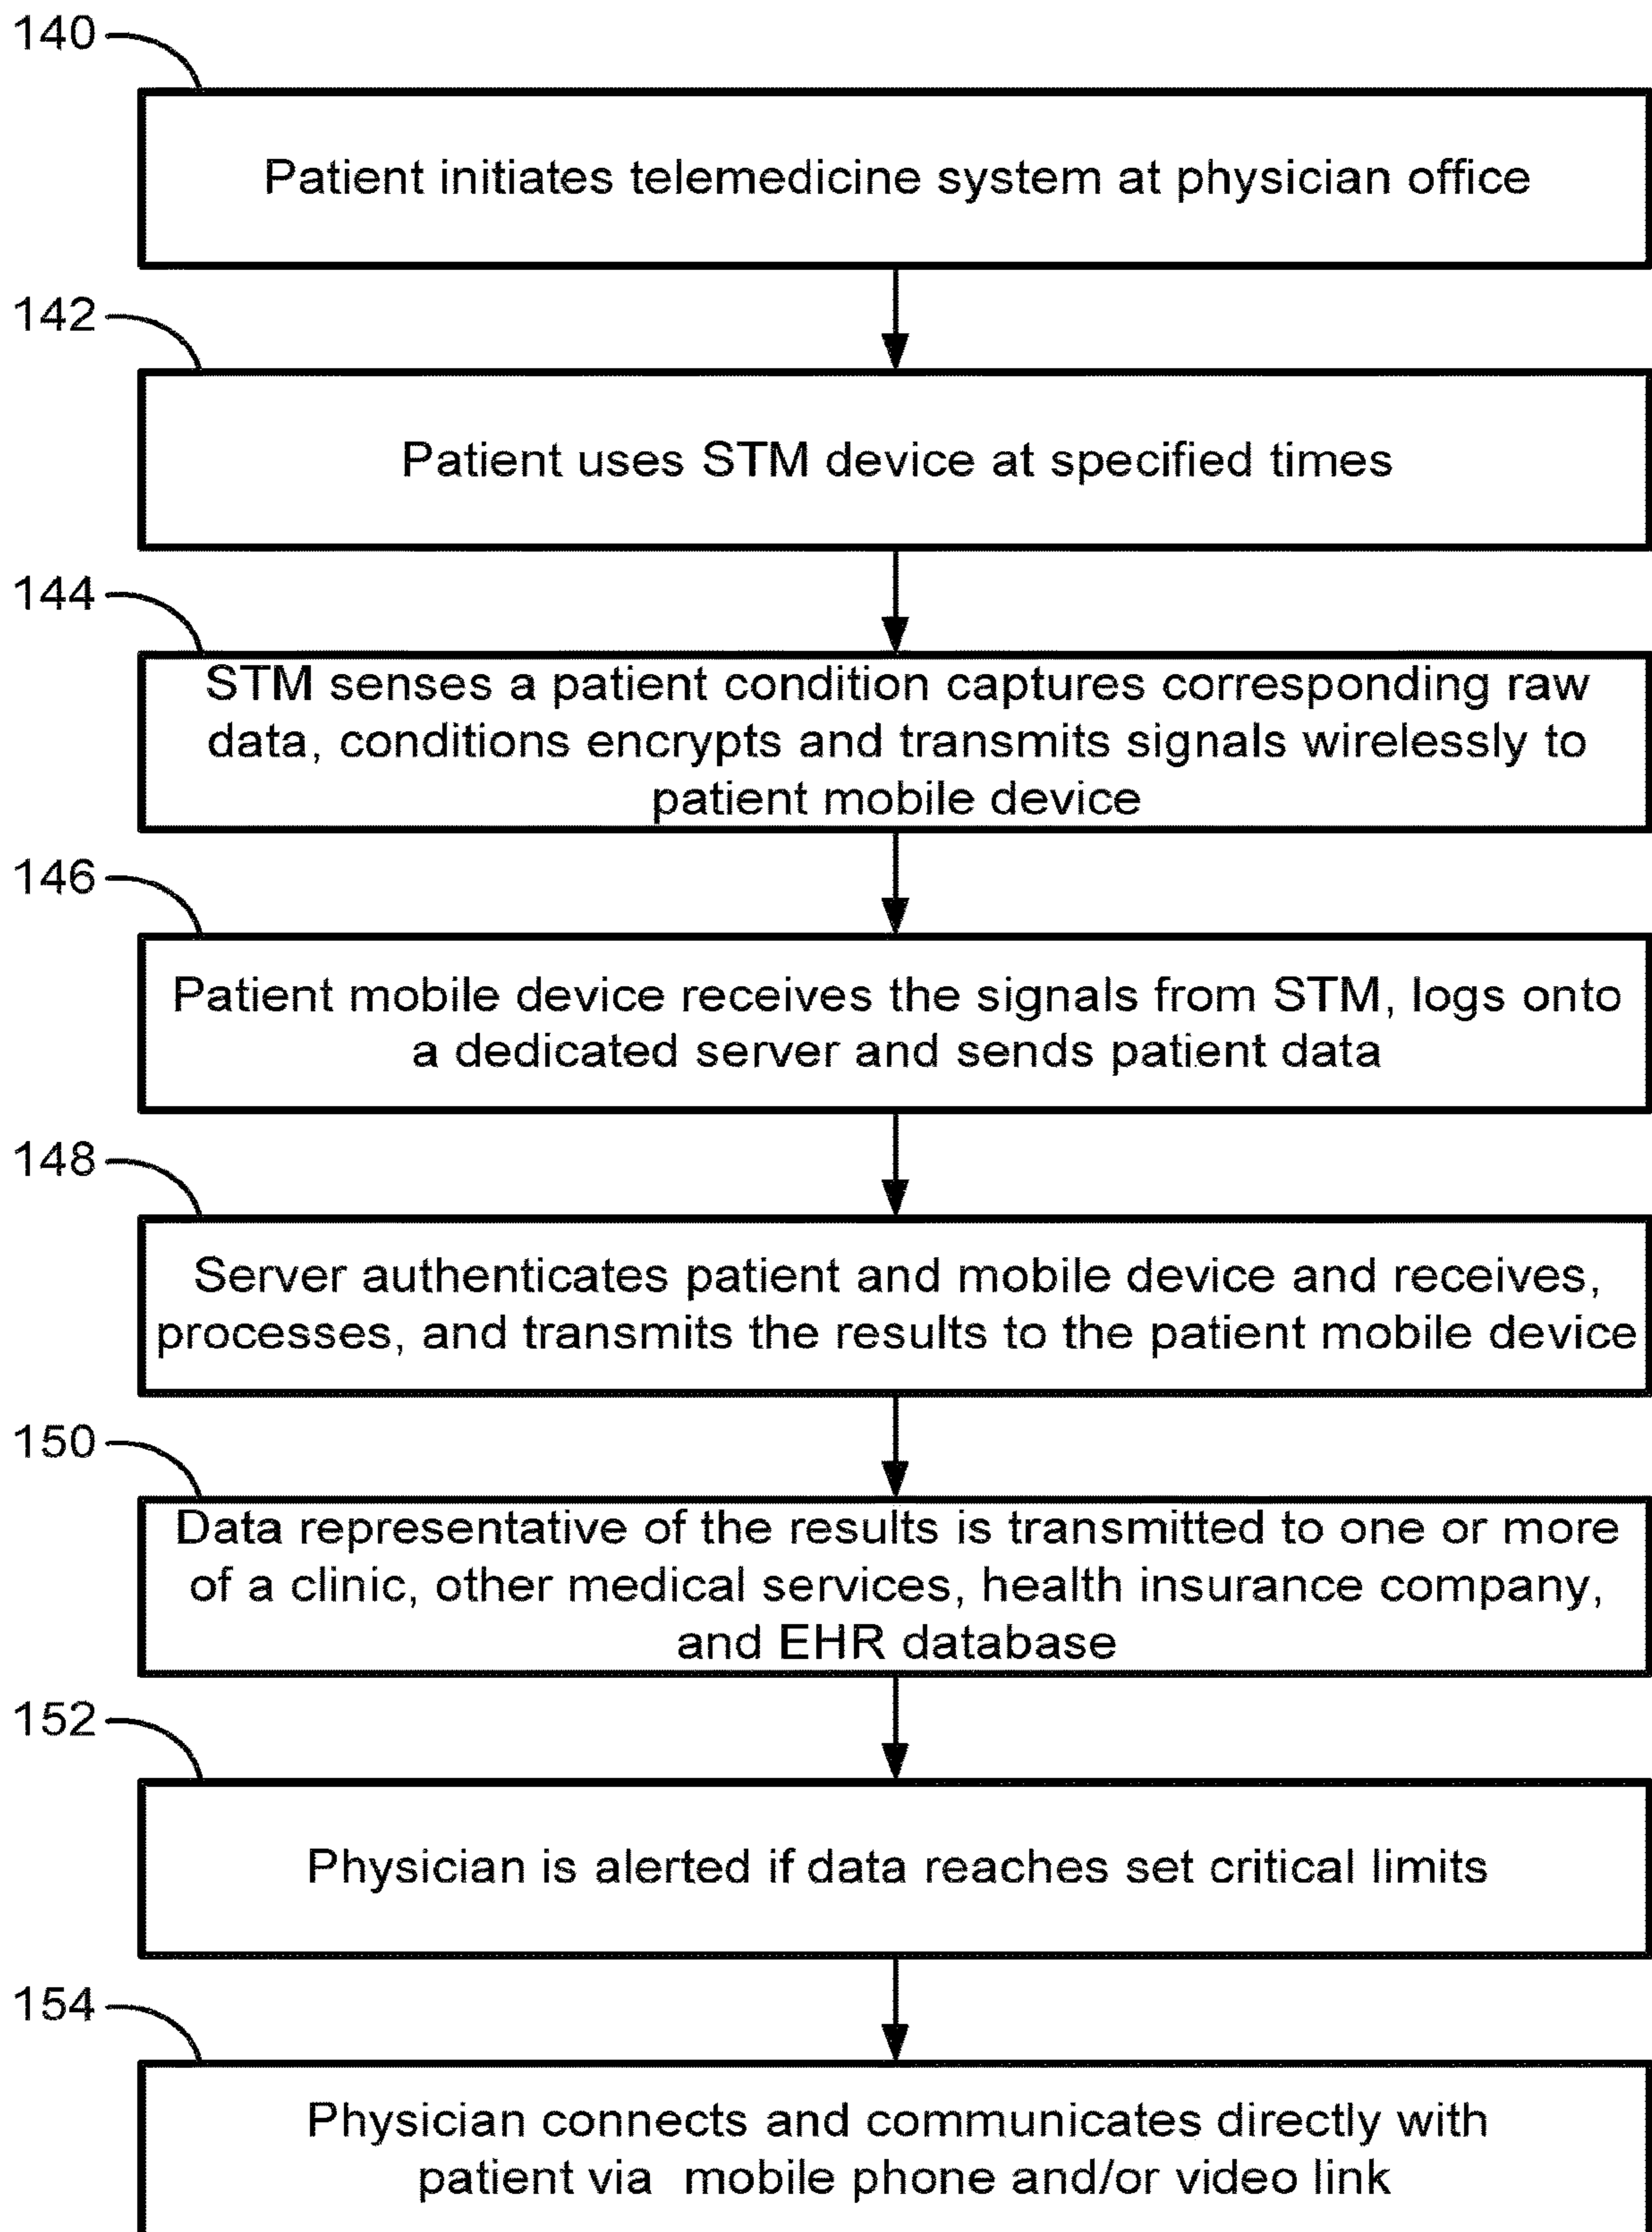 140
Patient initiates telemedicine system at physician office
142
Patient uses STM device at specified times
144
STM senses a patient condition captures corresponding raw
data, conditions encrypts and transmits signals wirelessly to
patient mobile device
146
Patient mobile device receives the signals from STM, logs onto
a dedicated server and sends patient data
148
Server authenticates patient and mobile device and receives,
processes, and transmits the results to the patient mobile device
150
Data representative of the results is transmitted to one or more
of a clinic, other medical services, health insurance company,
and EHR database
152
Physician is alerted if data reaches set critical limits
154
Physician connects and communicates directly with
patient via mobile phone and/or video link